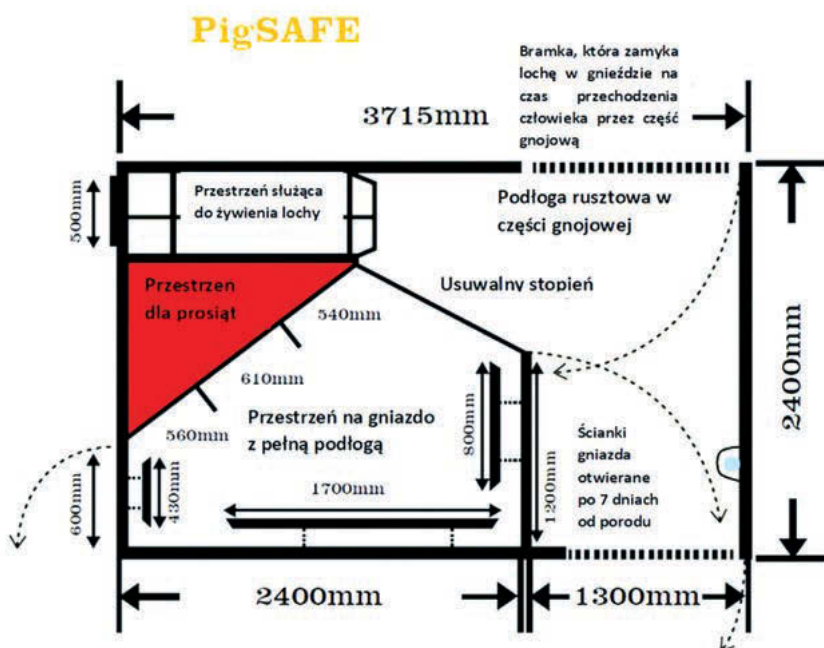 PigSAFE
Bramka, która zamyka
lochę w gnieździe na
czas przechodzenia
człowieka przez część
gnojową
3715mm
500mm
Przestrzeń służąca
do żywienia lochy
Podłoga rusztowa w
części gnojowej
Przestrzen
dla prosiąt
Usuwalny stopień
540mm
610mm
560mm
Przestrzeń na gniazdo
z pełną podłogą
800mm
1200mm
2400mm
Ścianki
gniazda
otwierane
po 7 dniach
od porodu
600mm
430mm
1700mm
2400mm
1300mm